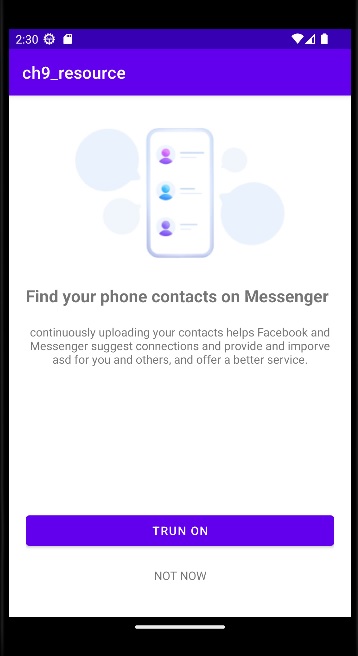 2:30
ch9_resource
Find your phone contacts on Messenger
continuously uploading your contacts helps Facebook and
Messenger suggest connections and provide and imporve
asd for you and others, and offer a better service.
TRUN ON
NOT NOW